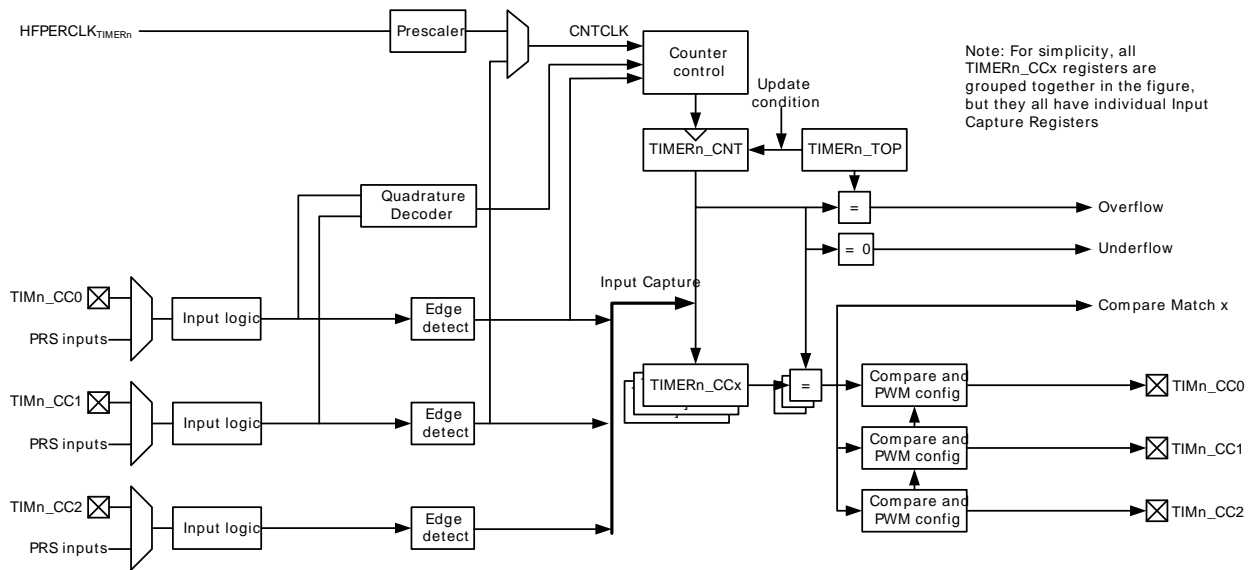 HFPERCLKTIMERn
Prescaler
CNTCLK
Counter
control
Note: For simplicity, all
TIMERn_CCx registers are
grouped together in the figure,
but they all have individual Input
Capture Registers
Update
condition
TIMERn_CNT
TIMERn_TOP
Quadrature
Decoder
=
Overflow
= 0
Underflow
Input Capture
TIMn_CC0
PRS inputs
Input logic
Edge
detect
Compare Match x
TIMERn_CCx
=
Compare and
PWM config
TIMn_CC0
TIMn_CC1
PRS inputs
Input logic
Edge
detect
Compare and
PWM config
TIMn_CC1
TIMn_CC2
PRS inputs
Input logic
Edge
detect
Compare and
PWM config
TIMn_CC2